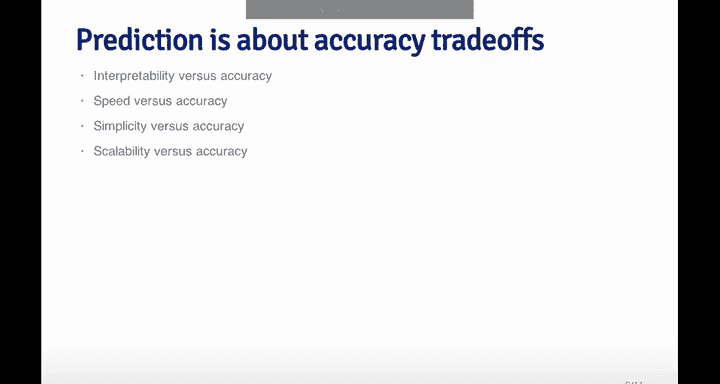 Prediction is about accuracy tradeoffs
· Interpretability versus accuracy
· Speed versus accuracy
· Simplicity versus accuracy
· Scalability versus accuracy